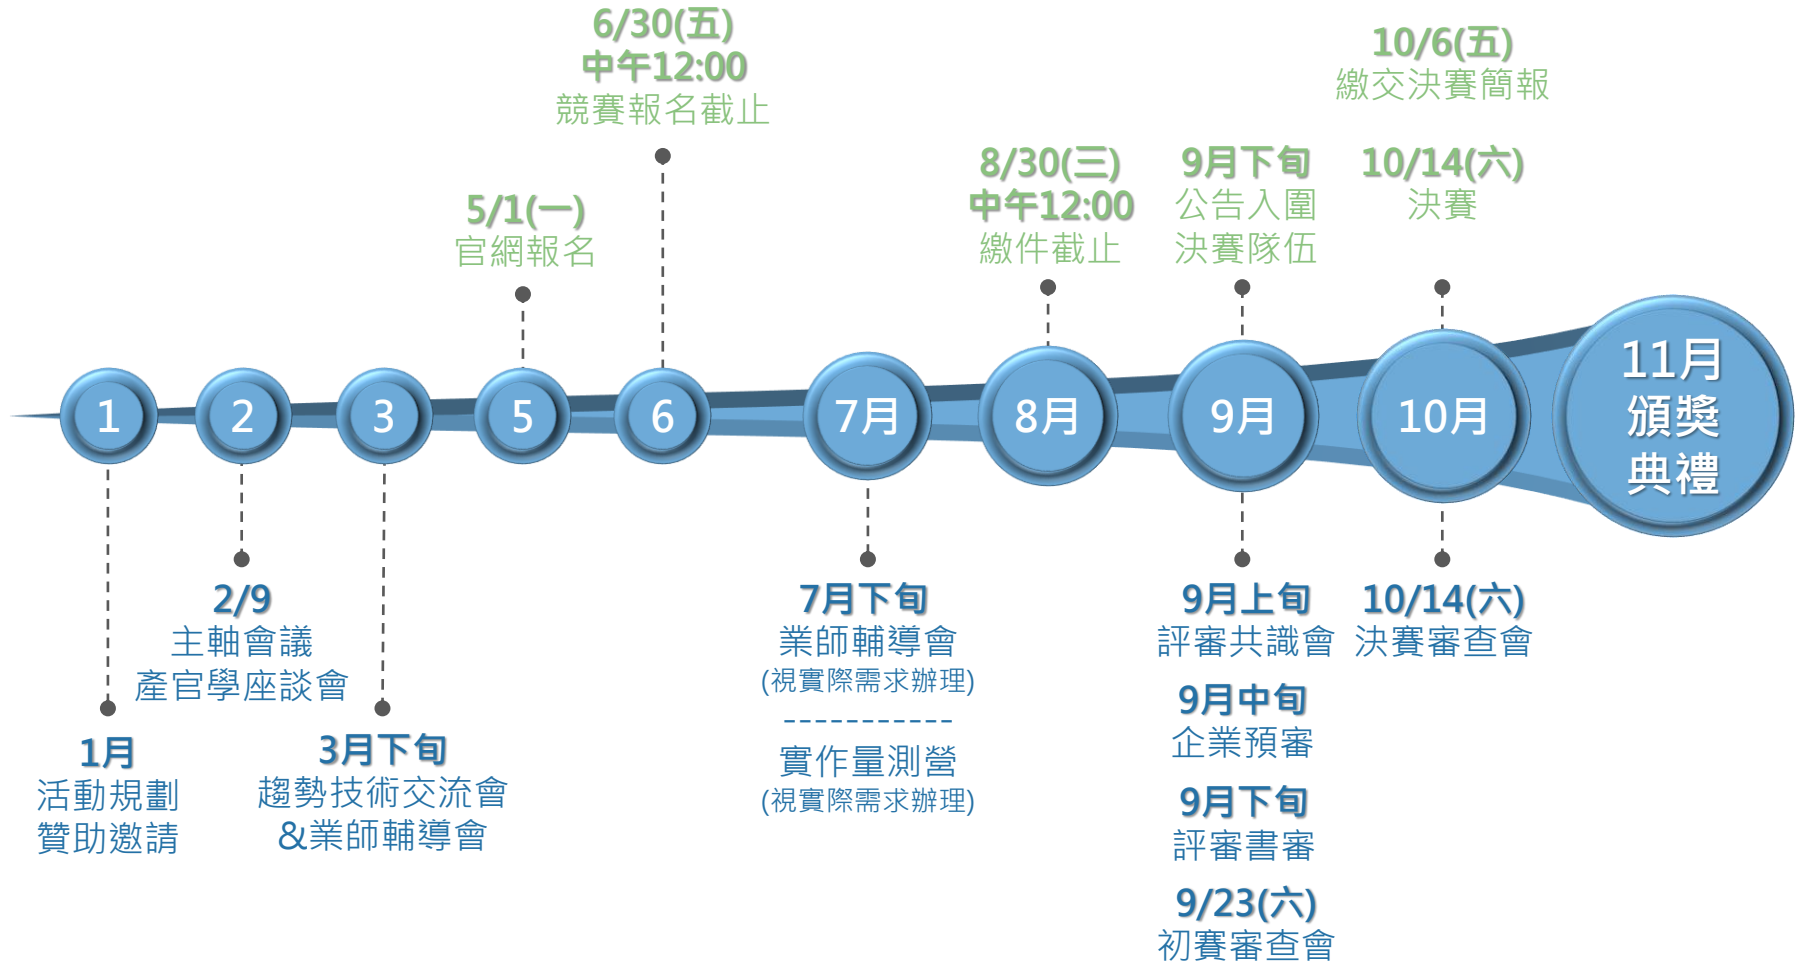 6/30(五)
中午12:00
競賽報名截止
5/1(一)
官網報名
8/30(三)
中午12:00
繳件截止
9月下旬
公告入圍
決賽隊伍
10/6(五)
繳交決賽簡報
10/14(六)
決賽
1
2
3
5
6
7月
8月
9月
10月
11月
頒獎
典禮
1月
活動規劃
贊助邀請
2/9
主軸會議
產官學座談會
3月下旬
趨勢技術交流會
&業師輔導會
7月下旬
業師輔導會
(視實際需求辦理)
-----------
實作量測營
(視實際需求辦理)
9月上旬
評審共識會
9月中旬
企業預審
9月下旬
評審書審
9/23(六)
初賽審查會
10/14(六)
決賽審查會